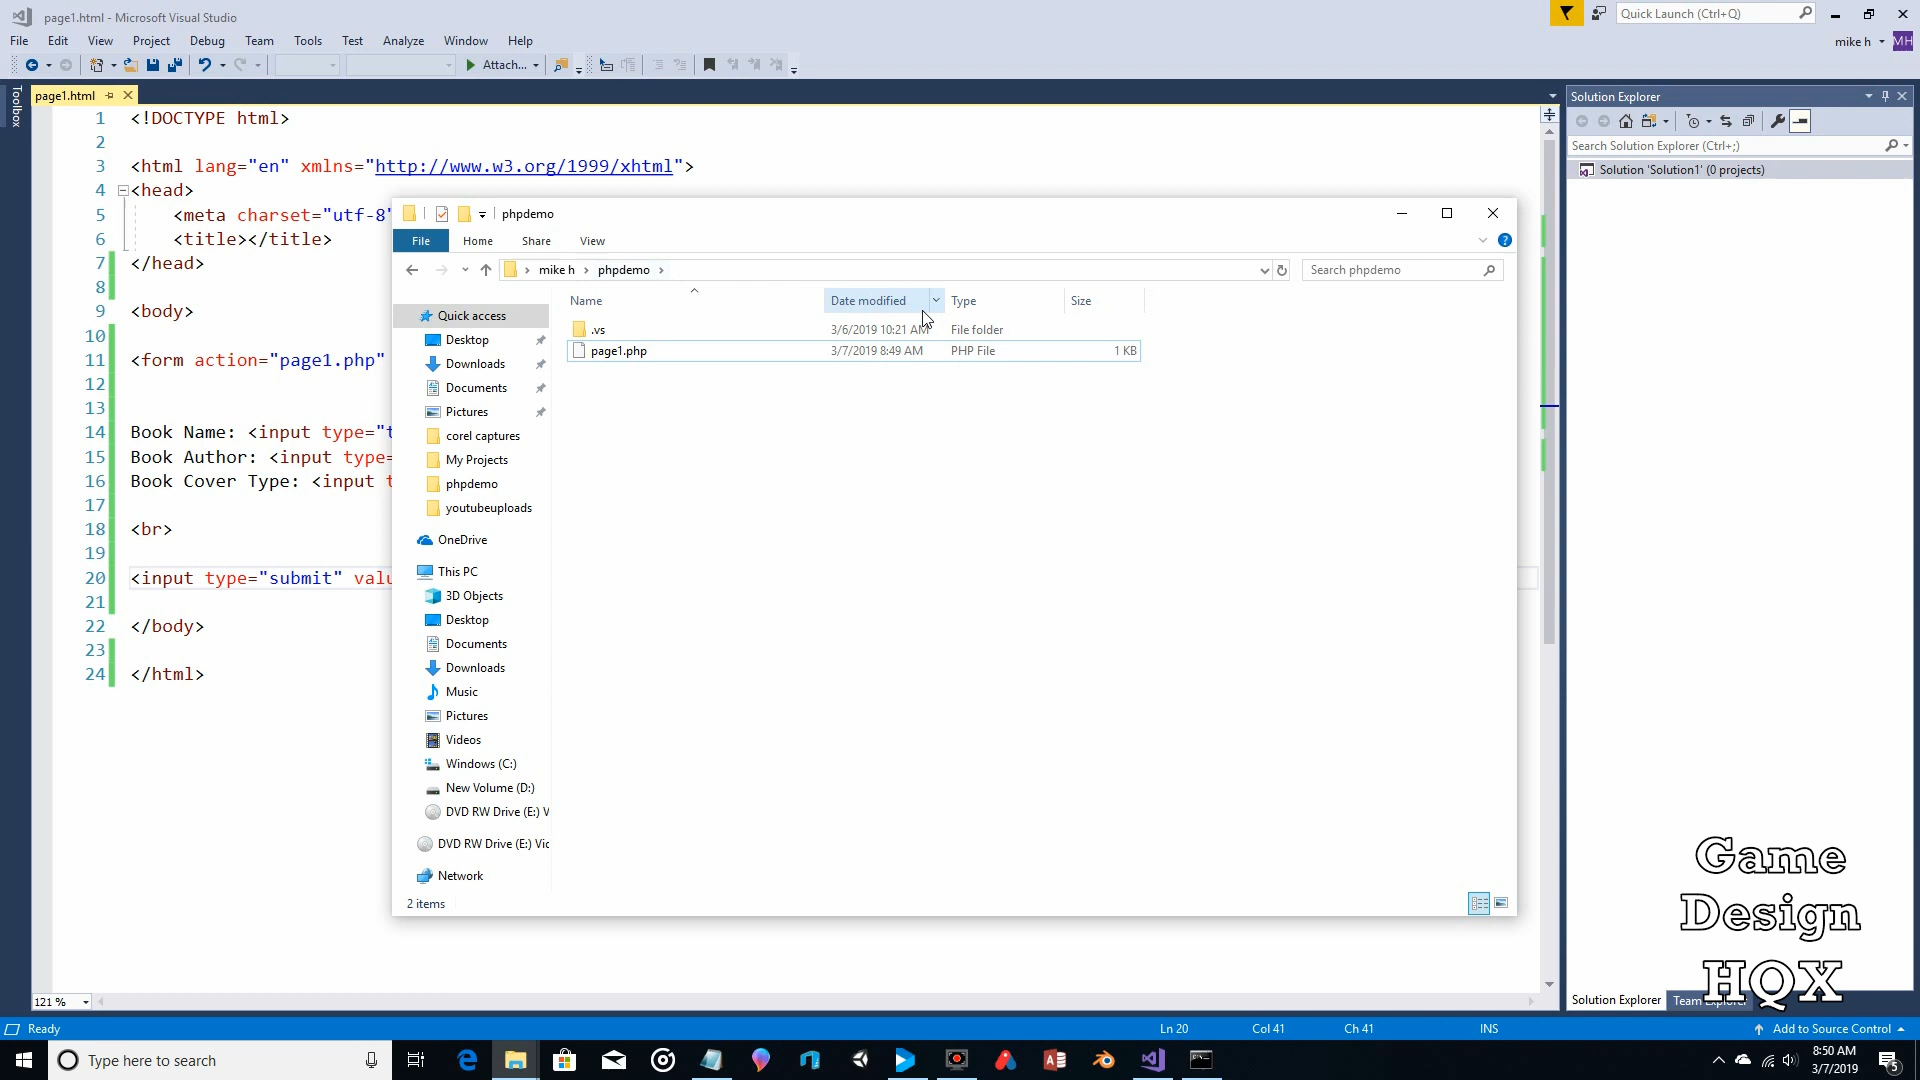 page1.html - Microsoft Visual Studio
Quick Launch (Ctrl+Q)
File Edit View Project Debug Team Tools Test Analyze Window Help
mike h MH
Attach...
Toolbox
page1.html
Solution Explorer
Search Solution Explorer (Ctrl+;)
Solution 'Solution1' (0 projects)
1 <!DOCTYPE html>
2
3 <html lang="en" xmlns="http://www.w3.org/1999/xhtml">
4 <head>
5 <meta charset="utf-8"
6 <title></title>
7 </head>
8
9 <body>
10
11 <form action="page1.php"
12
13
14 Book Name: <input type="t
15 Book Author: <input type=
16 Book Cover Type: <input t
17
18 <br>
19
20 <input type="submit" valu
21
22 </body>
23
24 </html>
phpdemo
File Home Share View
mike h phpdemo
Search phpdemo
Name Date modified Type Size
.vs 3/6/2019 10:21 AM File folder
page1.php 3/7/2019 8:49 AM PHP File 1 KB
Quick access
Desktop
Downloads
Documents
Pictures
corel captures
My Projects
phpdemo
youtubeuploads
OneDrive
This PC
3D Objects
Desktop
Documents
Downloads
Music
Pictures
Videos
Windows (C:)
New Volume (D:)
DVD RW Drive (E:) V
DVD RW Drive (E:) Vid
Network
2 items
Game
Design
HQX
121 %
Solution Explorer Team Explorer
Ready
Ln 20 Col 41 Ch 41 INS
Add to Source Control
Type here to search
8:50 AM
3/7/2019
5